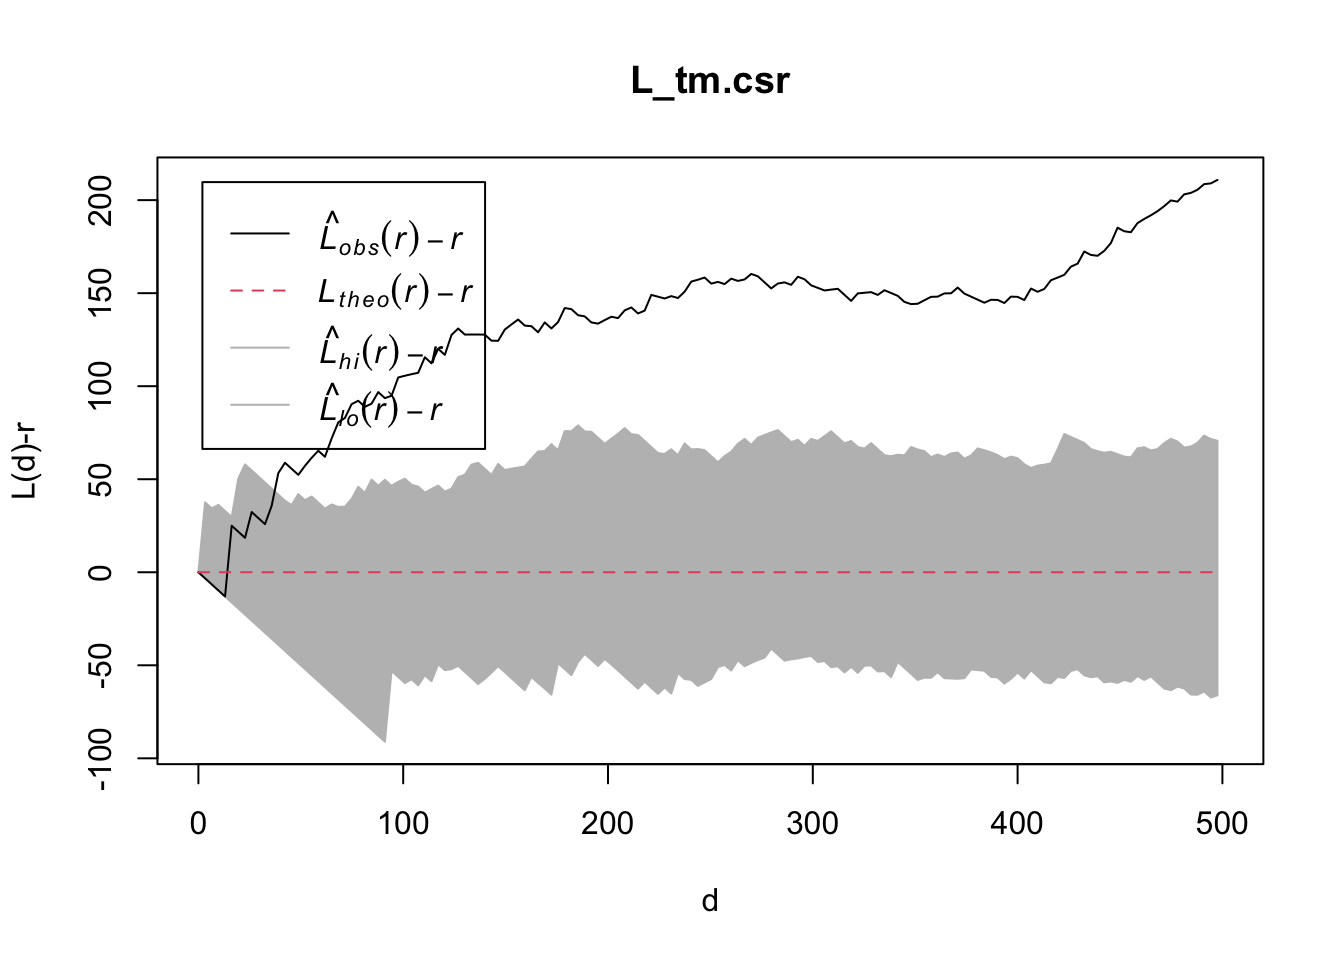 L_tm.csr
L̂obs(r) − r
Ltheo(r) − r
L̂hi(r) − r
L̂lo(r) − r
L(d)-r
200
150
100
50
0
-50
-100
0 100 200 300 400 500
d